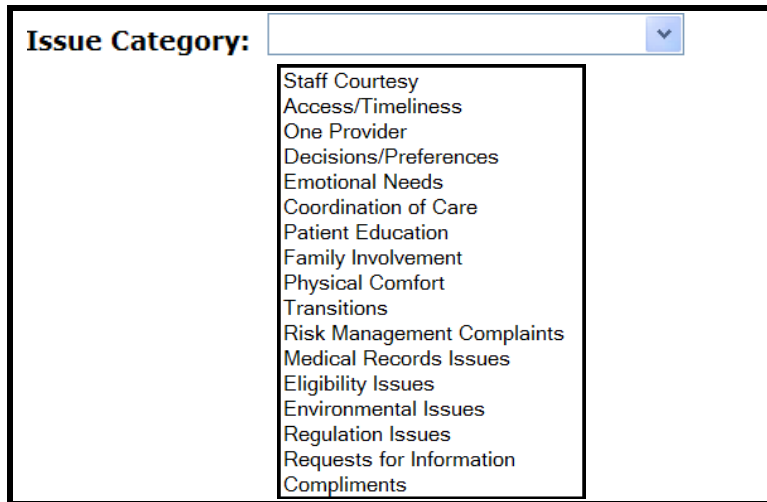 Issue Category:
Staff Courtesy
Access/Timeliness
One Provider
Decisions/Preferences
Emotional Needs
Coordination of Care
Patient Education
Family Involvement
Physical Comfort
Transitions
Risk Management Complaints
Medical Records Issues
Eligibility Issues
Environmental Issues
Regulation Issues
Requests for Information
Compliments